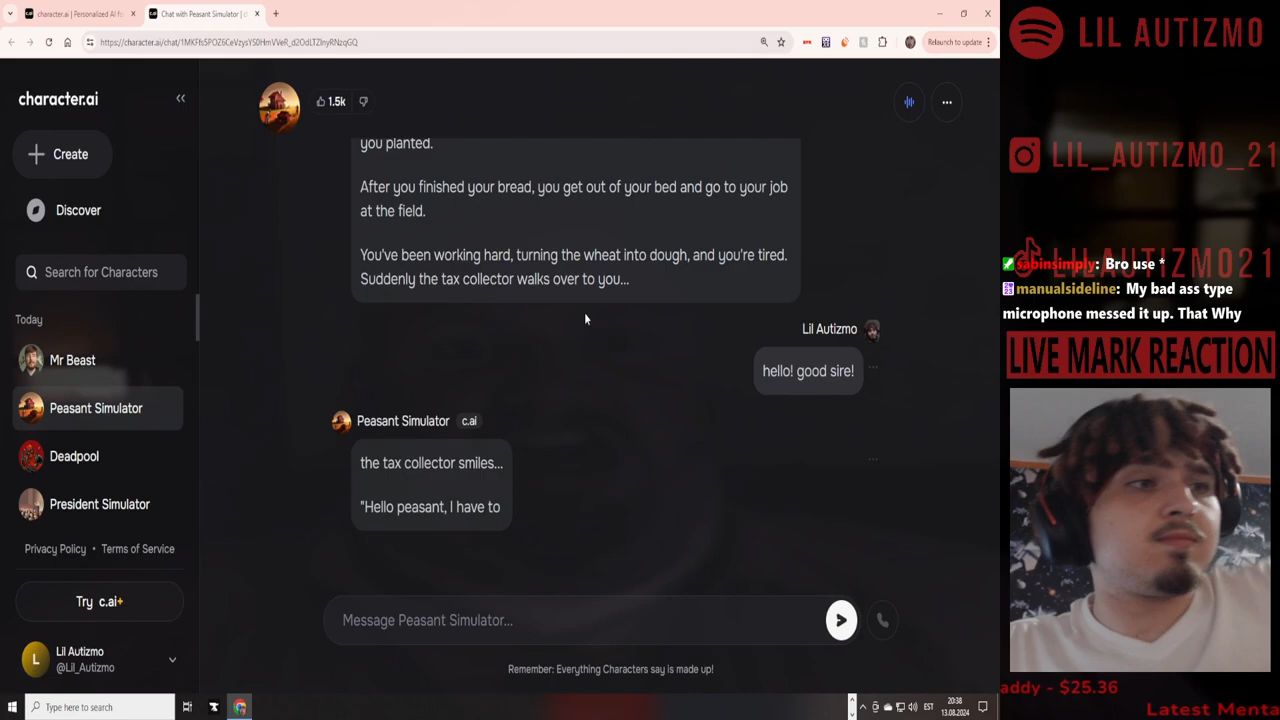 character.ai | Personalized AI for
Chat with Peasant Simulator | c
https://character.ai/chat/1MKFfs5POZ6CeVzysYS0HmVVeR_d2OdLTZlnyRNzqGQ
Relaunch to update
character.ai
Create
Discover
Search for Characters
Today
Mr Beast
Peasant Simulator
Deadpool
President Simulator
Privacy Policy • Terms of Service
Try c.ai+
L
Lil Autizmo
@Lil_Autizmo
1.5k
you planted.
After you finished your bread, you get out of your bed and go to your job
at the field.
You've been working hard, turning the wheat into dough, and you're tired.
Suddenly the tax collector walks over to you...
Lil Autizmo
hello! good sire!
Peasant Simulator c.ai
the tax collector smiles...
"Hello peasant, I have to
Message Peasant Simulator...
Remember: Everything Characters say is made up!
Type here to search
EST
20:38
13.08.2024
LIL AUTIZMO
LIL_AUTIZMO_21
LILAUTIZMO21
sabinsimply: Bro use *
manualsideline: My bad ass type
microphone messed it up. That Why
LIVE MARK REACTION
addy - $25.36
Latest Menta